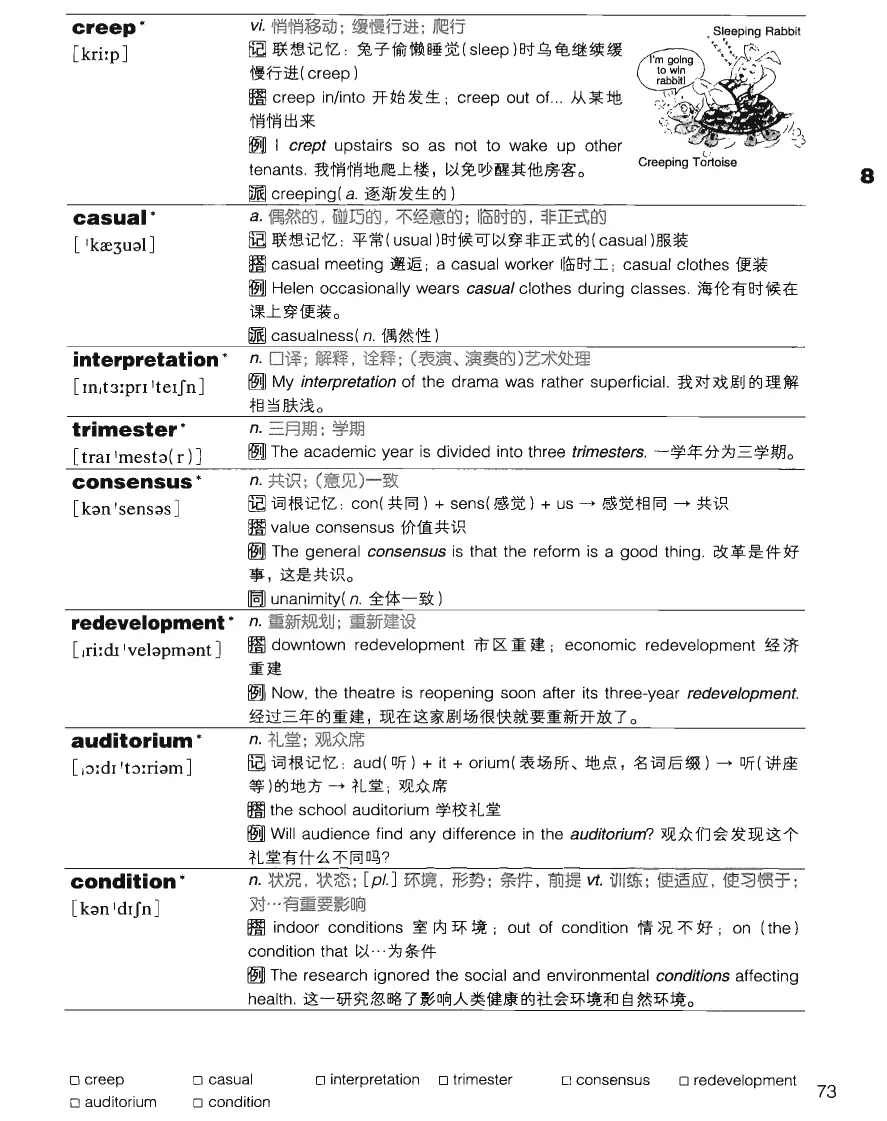 creep*
[kriːp]
vi. 悄悄移动；缓慢行进；爬行
记 联想记忆：兔子偷懒睡觉(sleep)时乌龟继续缓
慢行进(creep)
搭 creep in/into 开始发生；creep out of... 从某地
悄悄出来
例 I crept upstairs so as not to wake up other
tenants. 我悄悄地爬上楼，以免吵醒其他房客。
派 creeping(a. 逐渐发生的)
Sleeping Rabbit
I'm going
to win
rabbit!
Creeping Tortoise
8
casual*
[ˈkæʒuəl]
a. 偶然的，碰巧的，不经意的；临时的，非正式的
记 联想记忆：平常(usual)时候可以穿非正式的(casual)服装
搭 casual meeting 邂逅；a casual worker 临时工；casual clothes 便装
例 Helen occasionally wears casual clothes during classes. 海伦有时候在
课上穿便装。
派 casualness(n. 偶然性)
interpretation*
[ɪnˌtɜːprɪˈteɪʃn]
n. 口译；解释，诠释；(表演、演奏的)艺术处理
例 My interpretation of the drama was rather superficial. 我对戏剧的理解
相当肤浅。
trimester*
[traɪˈmestə(r)]
n. 三月期；学期
例 The academic year is divided into three trimesters. 一学年分为三学期。
consensus*
[kənˈsensəs]
n. 共识；(意见)一致
记 词根记忆：con(共同) + sens(感觉) + us → 感觉相同 → 共识
搭 value consensus 价值共识
例 The general consensus is that the reform is a good thing. 改革是件好
事，这是共识。
同 unanimity(n. 全体一致)
redevelopment*
[ˌriːdɪˈveləpmənt]
n. 重新规划；重新建设
搭 downtown redevelopment 市区重建；economic redevelopment 经济
重建
例 Now, the theatre is reopening soon after its three-year redevelopment.
经过三年的重建，现在这家剧场很快就要重新开放了。
auditorium*
[ˌɔːdɪˈtɔːriəm]
n. 礼堂；观众席
记 词根记忆：aud(听) + it + orium(表场所、地点，名词后缀) → 听(讲座
等)的地方 → 礼堂；观众席
搭 the school auditorium 学校礼堂
例 Will audience find any difference in the auditorium? 观众们会发现这个
礼堂有什么不同吗?
condition*
[kənˈdɪʃn]
n. 状况，状态；[pl.] 环境，形势；条件，前提 vt. 训练；使适应，使习惯于；
对…有重要影响
搭 indoor conditions 室内环境；out of condition 情况不好；on (the)
condition that 以…为条件
例 The research ignored the social and environmental conditions affecting
health. 这一研究忽略了影响人类健康的社会环境和自然环境。
□ creep □ casual □ interpretation □ trimester □ consensus □ redevelopment
□ auditorium □ condition
73